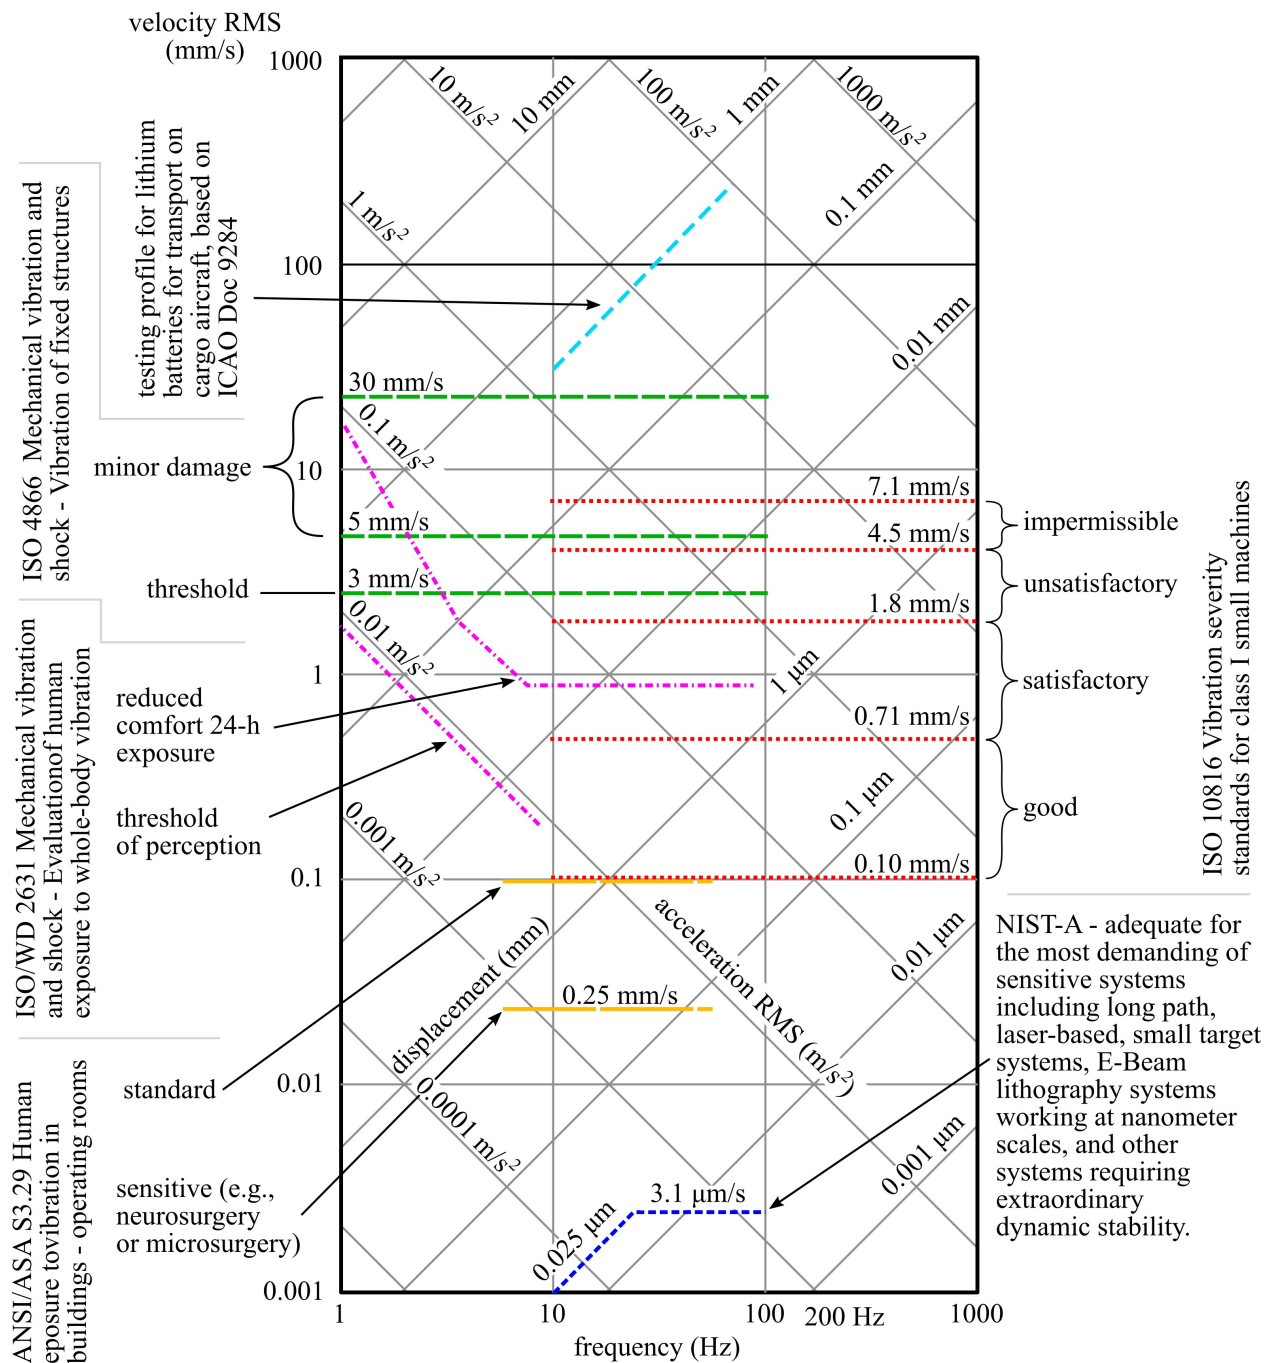 velocity RMS
(mm/s)
1000
100
10
1
0.1
0.01
0.001
1
10
100
200 Hz
1000
frequency (Hz)
10 m/s²
10 mm
100 m/s²
1 mm
1000 m/s²
0.1 mm
1 m/s²
0.01 mm
30 mm/s
0.1 m/s²
7.1 mm/s
5 mm/s
4.5 mm/s
3 mm/s
1.8 mm/s
0.01 m/s²
1 µm
0.71 mm/s
0.1 µm
0.001 m/s²
0.10 mm/s
acceleration RMS (m/s²)
displacement (mm)
0.01 µm
0.25 mm/s
0.0001 m/s²
0.001 µm
3.1 µm/s
0.025 µm
testing profile for lithium
batteries for transport on
cargo aircraft, based on
ICAO Doc 9284
ISO 4866 Mechanical vibration and
shock - Vibration of fixed structures
minor damage
threshold
ISO/WD 2631 Mechanical vibration
and shock - Evaluationof human
exposure to whole-body vibration
reduced
comfort 24-h
exposure
threshold
of perception
ANSI/ASA S3.29 Human
eposure tovibration in
buildings - operating rooms
standard
sensitive (e.g.,
neurosurgery
or microsurgery)
impermissible
unsatisfactory
satisfactory
good
ISO 10816 Vibration severity
standards for class I small machines
NIST-A - adequate for
the most demanding of
sensitive systems
including long path,
laser-based, small target
systems, E-Beam
lithography systems
working at nanometer
scales, and other
systems requiring
extraordinary
dynamic stability.